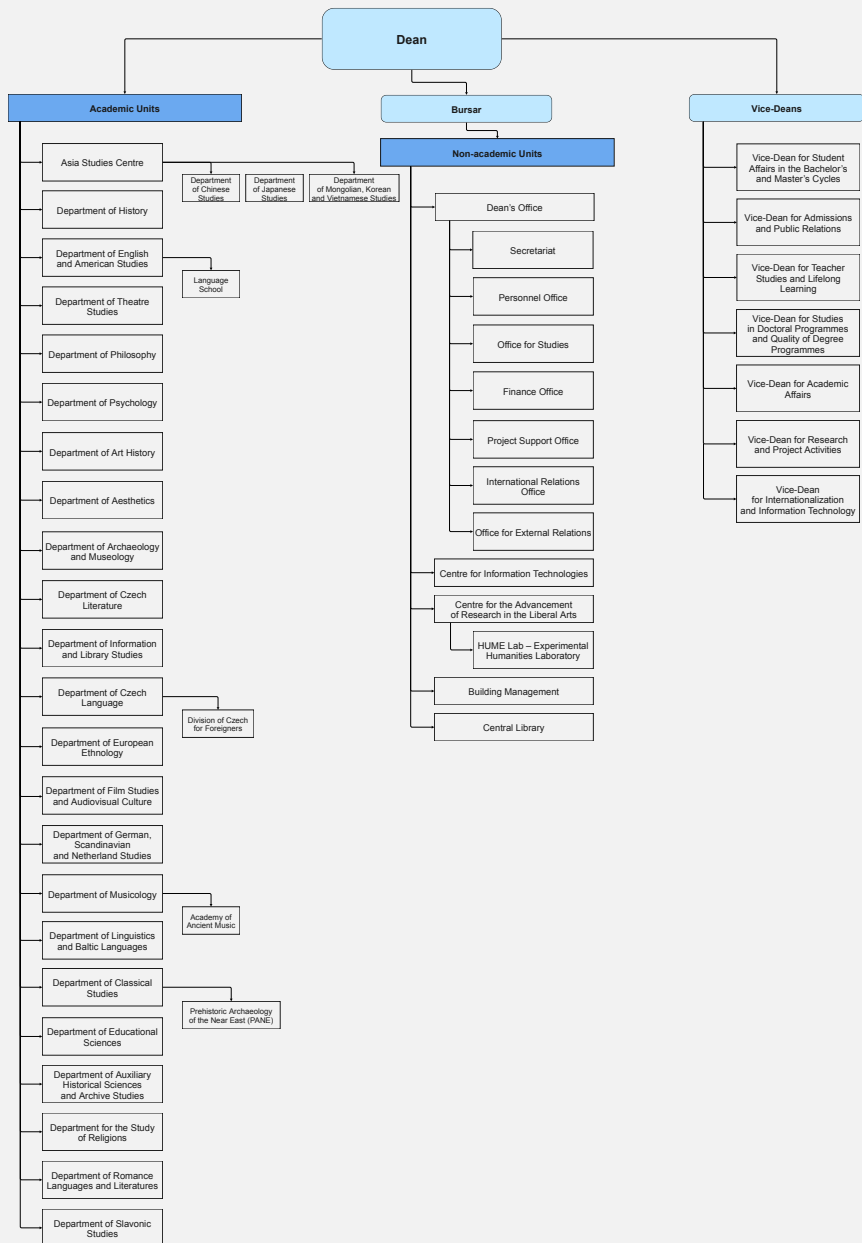 Dean
Academic Units
Bursar
Vice-Deans
Non-academic Units
Asia Studies Centre
Department
of Chinese
Studies
Department
of Japanese
Studies
Department
of Mongolian, Korean
and Vietnamese Studies
Department of History
Department of English
and American Studies
Language
School
Department of Theatre
Studies
Department of Philosophy
Department of Psychology
Department of Art History
Department of Aesthetics
Department of Archaeology
and Museology
Department of Czech
Literature
Department of Information
and Library Studies
Department of Czech
Language
Division of Czech
for Foreigners
Department of European
Ethnology
Department of Film Studies
and Audiovisual Culture
Department of German,
Scandinavian
and Netherland Studies
Department of Musicology
Academy of
Ancient Music
Department of Linguistics
and Baltic Languages
Department of Classical
Studies
Prehistoric Archaeology
of the Near East (PANE)
Department of Educational
Sciences
Department of Auxiliary
Historical Sciences
and Archive Studies
Department for the Study
of Religions
Department of Romance
Languages and Literatures
Department of Slavonic
Studies
Dean's Office
Secretariat
Personnel Office
Office for Studies
Finance Office
Project Support Office
International Relations
Office
Office for External Relations
Centre for Information Technologies
Centre for the Advancement
of Research in the Liberal Arts
HUME Lab – Experimental
Humanities Laboratory
Building Management
Central Library
Vice-Dean for Student
Affairs in the Bachelor's
and Master's Cycles
Vice-Dean for Admissions
and Public Relations
Vice-Dean for Teacher
Studies and Lifelong
Learning
Vice-Dean for Studies
in Doctoral Programmes
and Quality of Degree
Programmes
Vice-Dean for Academic
Affairs
Vice-Dean for Research
and Project Activities
Vice-Dean
for Internationalization
and Information Technology